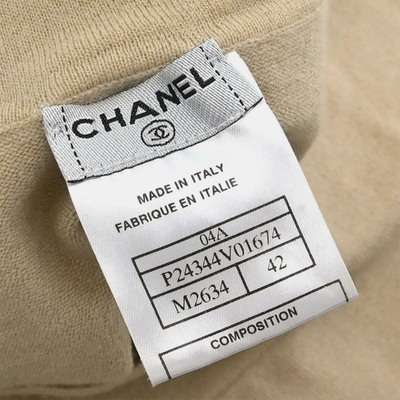 CHANEL
MADE IN ITALY
FABRIQUE EN ITALIE
04A
P24344V01674
M2634 42
COMPOSITION